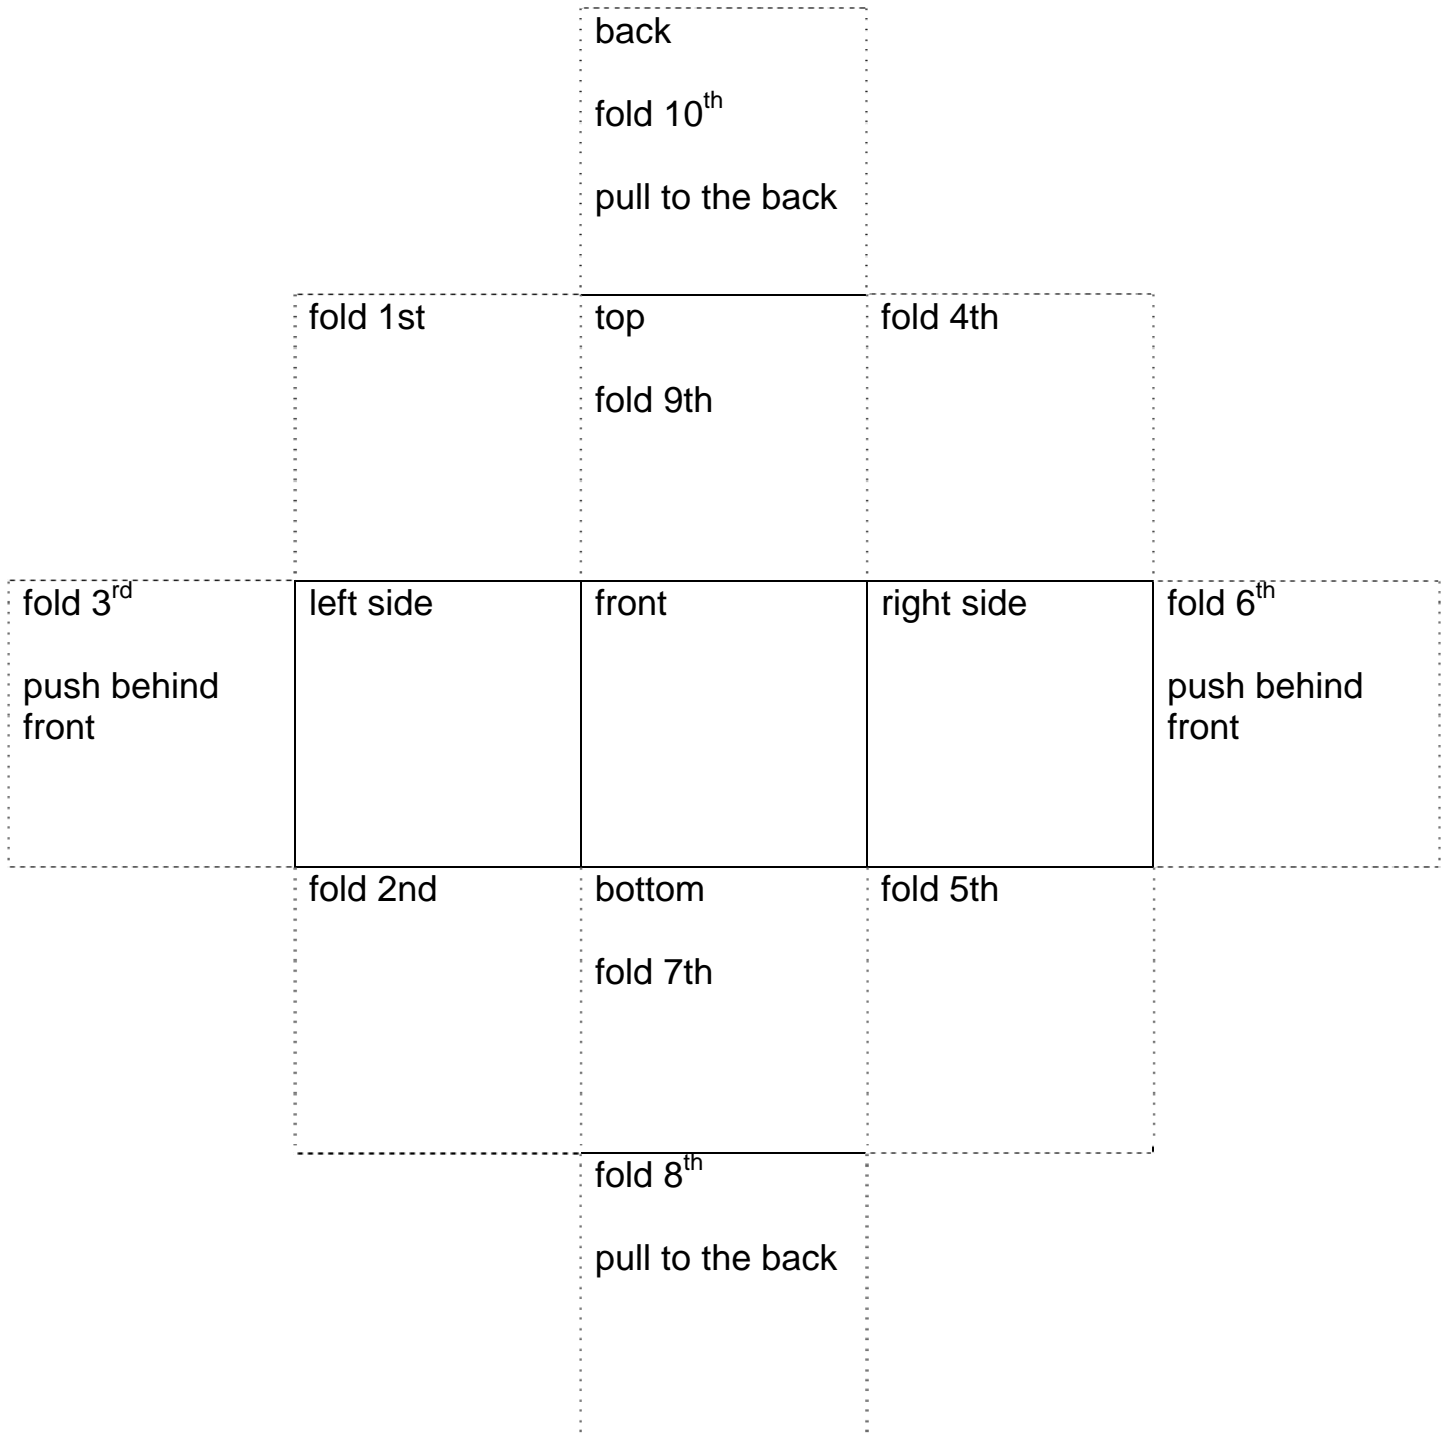 back
fold 10th
pull to the back
fold 1st
top
fold 9th
fold 4th
fold 3rd
push behind
front
left side
front
right side
fold 6th
push behind
front
fold 2nd
bottom
fold 7th
fold 5th
fold 8th
pull to the back